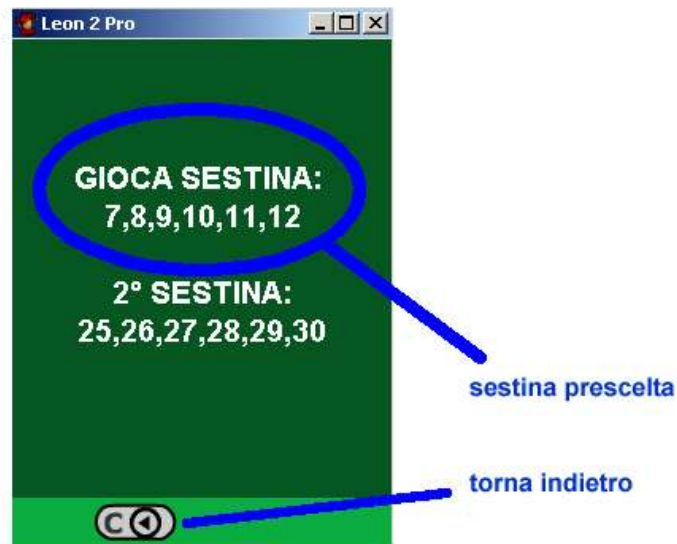 Leon 2 Pro
GIOCA SESTINA:
7,8,9,10,11,12
2° SESTINA:
25,26,27,28,29,30
sestina prescelta
torna indietro
C